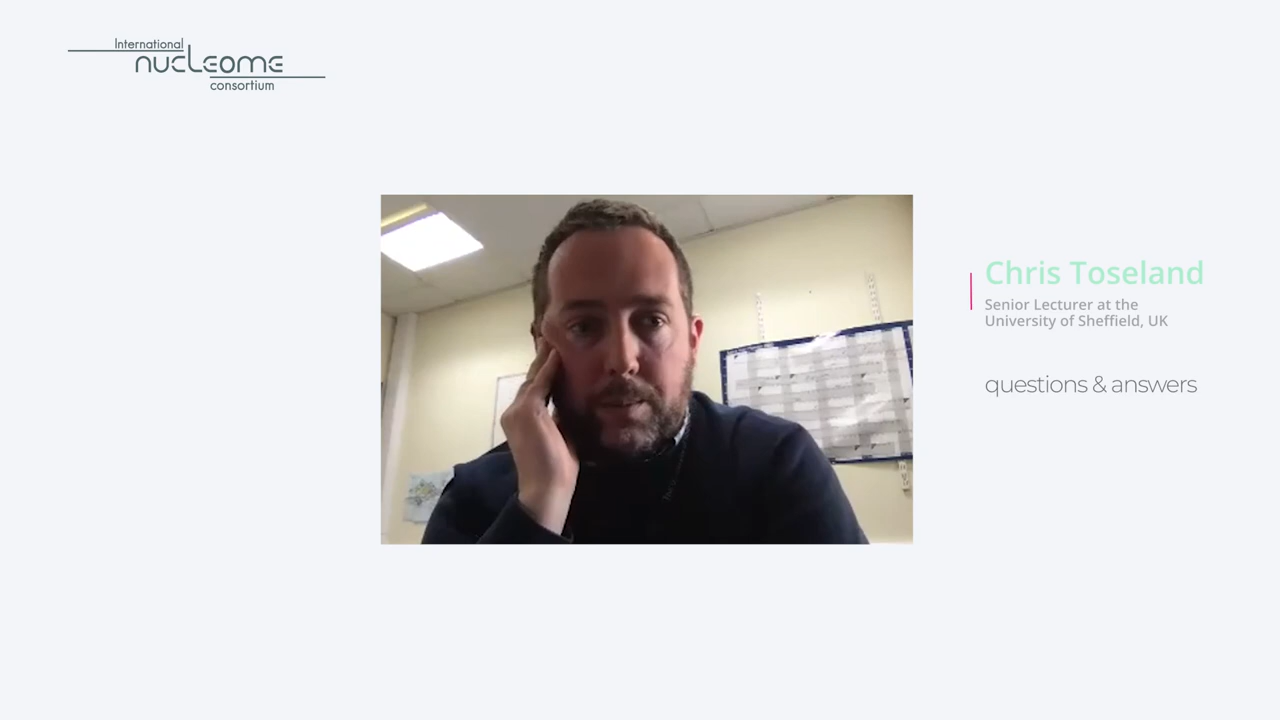 International
nucleome
consortium
Chris Toseland
Senior Lecturer at the
University of Sheffield, UK
questions & answers